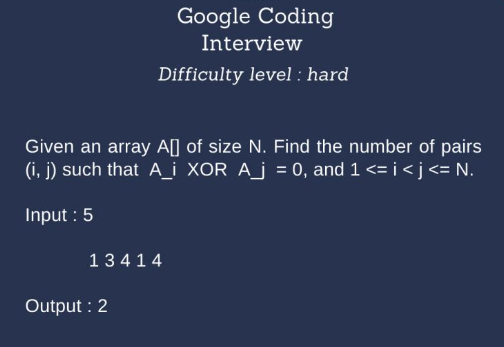 Google Coding
Interview
Difficulty level : hard
Given an array A[] of size N. Find the number of pairs
(i, j) such that A_i XOR A_j = 0, and 1 <= i < j <= N.
Input : 5
1 3 4 1 4
Output : 2